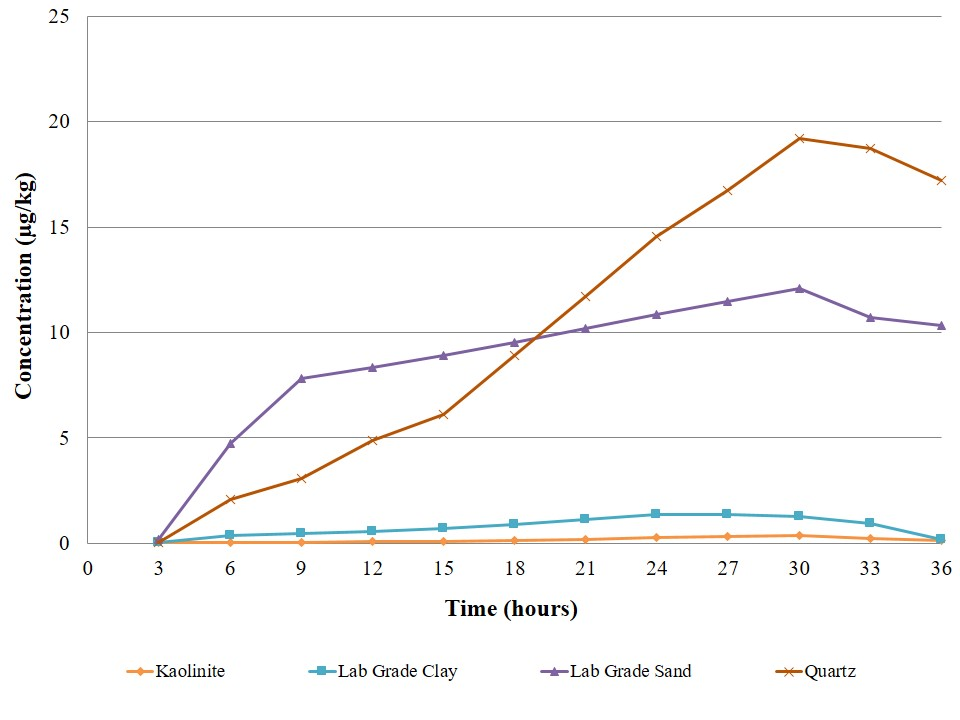 25
20
15
10
5
0
Concentration (µg/kg)
0 3 6 9 12 15 18 21 24 27 30 33 36
Time (hours)
Kaolinite Lab Grade Clay Lab Grade Sand Quartz